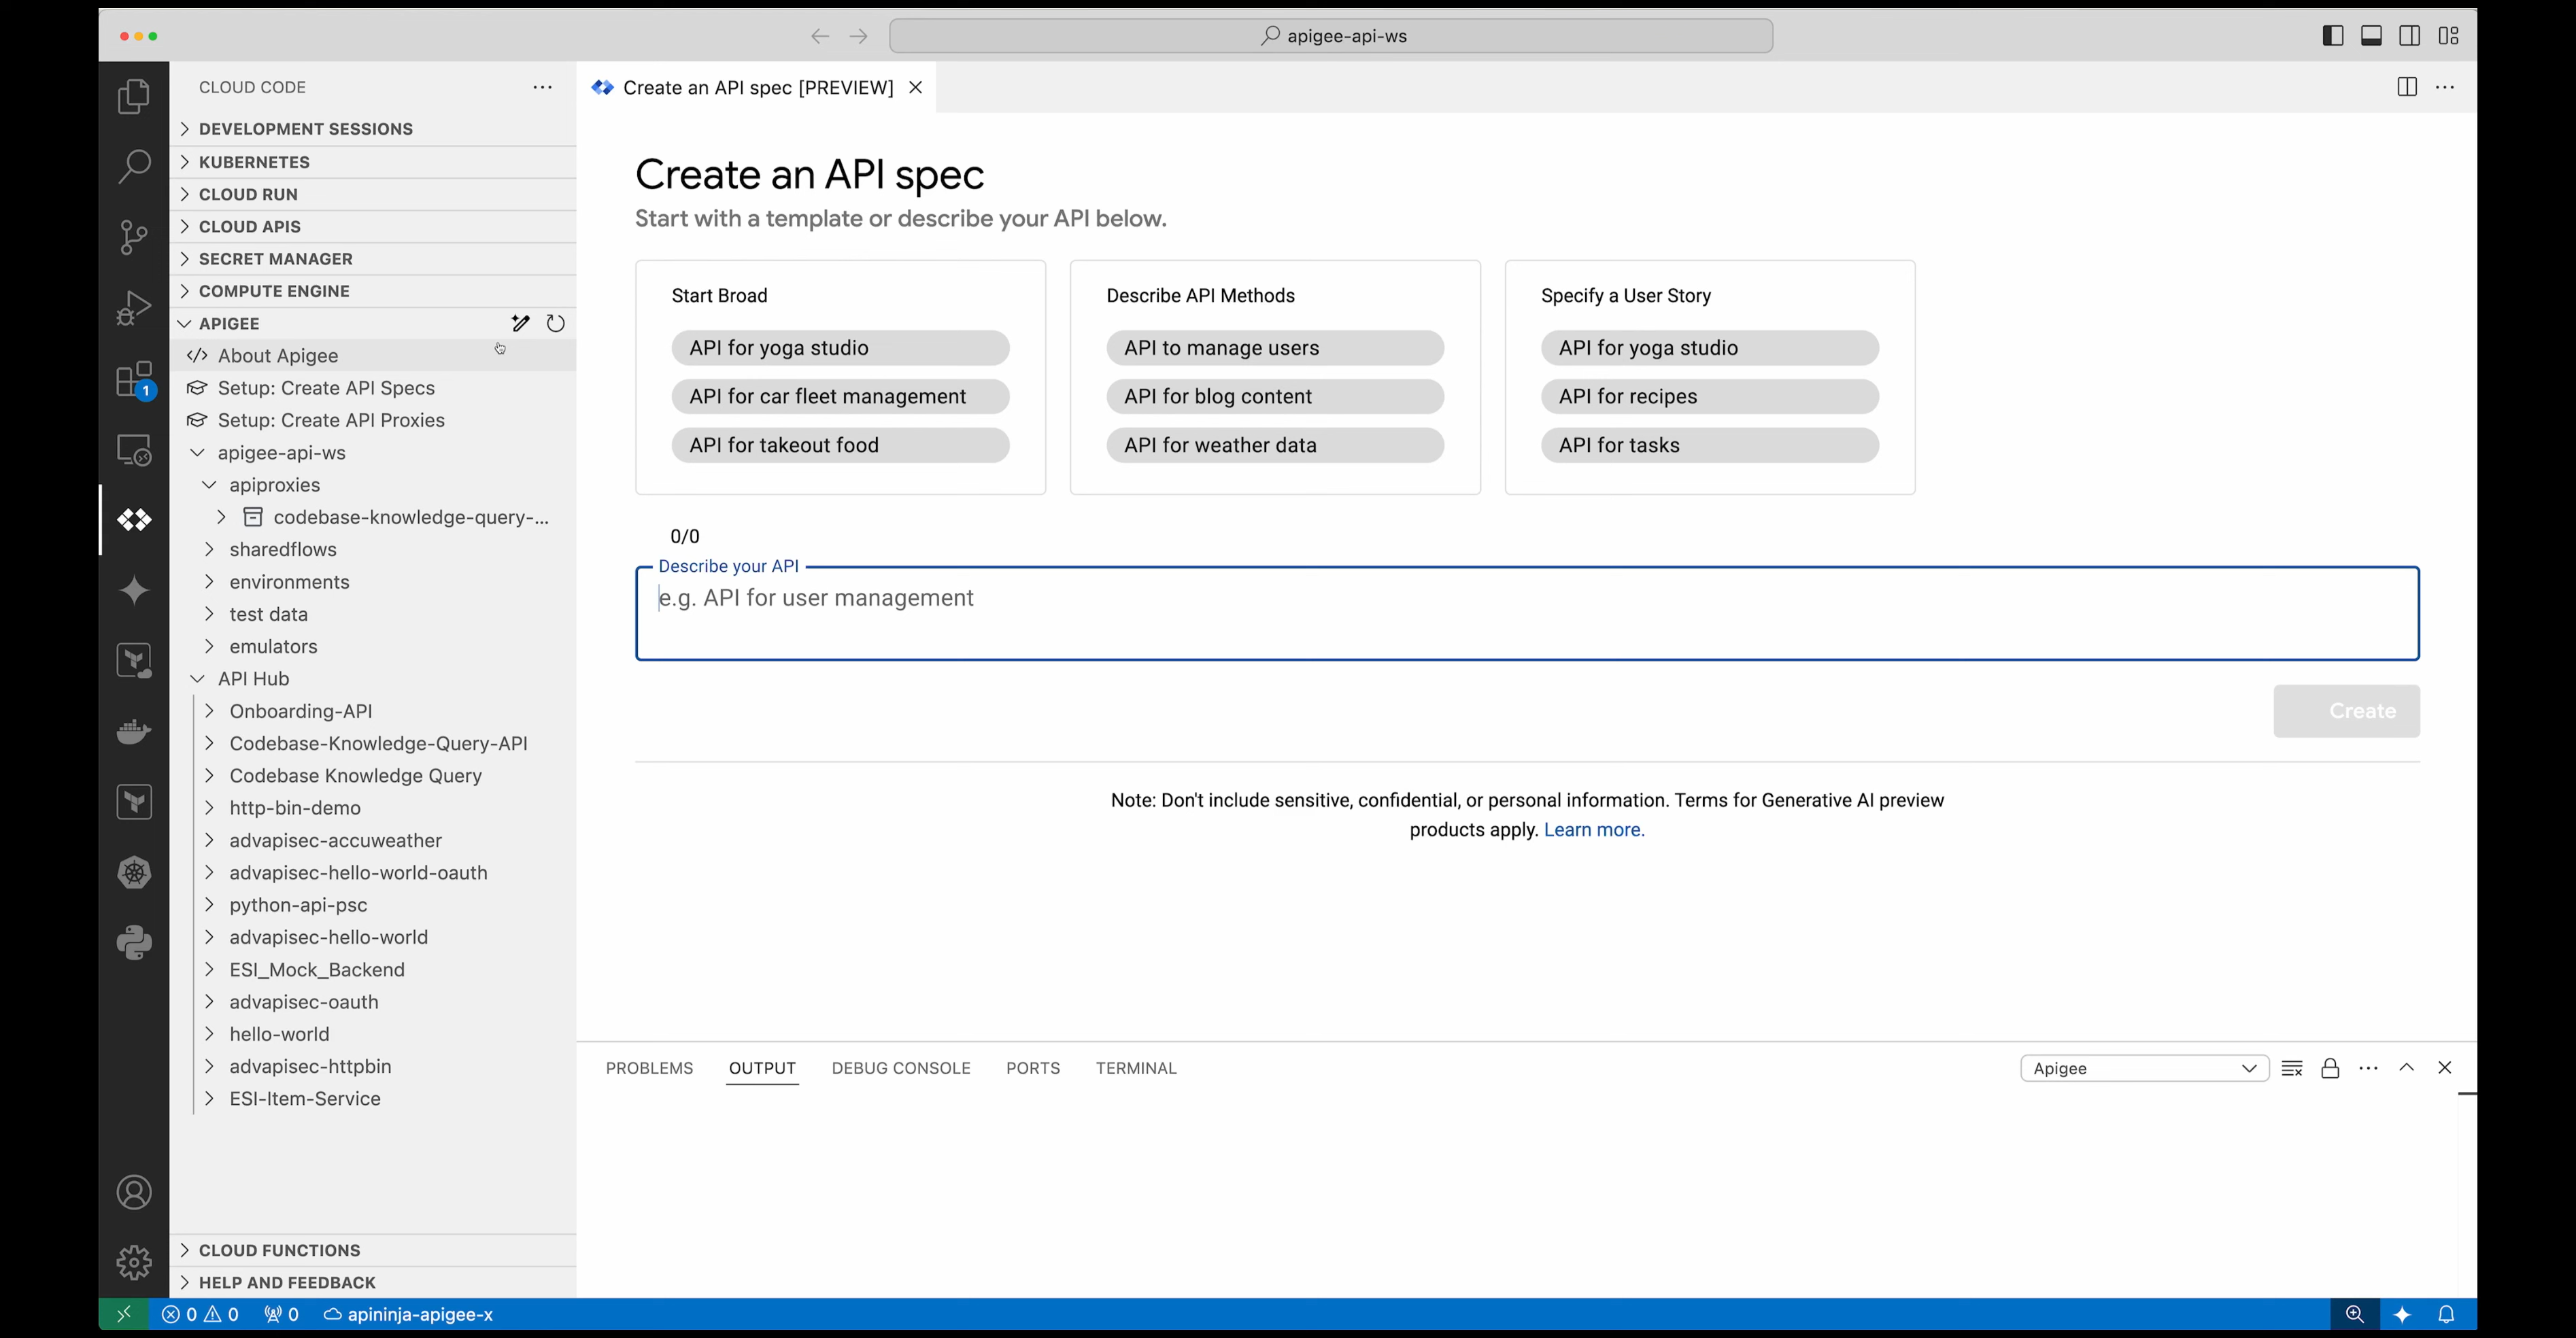 apigee-api-ws
CLOUD CODE
DEVELOPMENT SESSIONS
KUBERNETES
CLOUD RUN
CLOUD APIS
SECRET MANAGER
COMPUTE ENGINE
APIGEE
About Apigee
Setup: Create API Specs
Setup: Create API Proxies
apigee-api-ws
apiproxies
codebase-knowledge-query-...
sharedflows
environments
test data
emulators
API Hub
Onboarding-API
Codebase-Knowledge-Query-API
Codebase Knowledge Query
http-bin-demo
advapisec-accuweather
advapisec-hello-world-oauth
python-api-psc
advapisec-hello-world
ESI_Mock_Backend
advapisec-oauth
hello-world
advapisec-httpbin
ESI-Item-Service
CLOUD FUNCTIONS
HELP AND FEEDBACK
1
Create an API spec [PREVIEW]
Create an API spec
Start with a template or describe your API below.
Start Broad
API for yoga studio
API for car fleet management
API for takeout food
Describe API Methods
API to manage users
API for blog content
API for weather data
Specify a User Story
API for yoga studio
API for recipes
API for tasks
0/0
Describe your API
e.g. API for user management
Create
Note: Don't include sensitive, confidential, or personal information. Terms for Generative AI preview
products apply. Learn more.
PROBLEMS OUTPUT DEBUG CONSOLE PORTS TERMINAL
Apigee
0 0 0 apininja-apigee-x